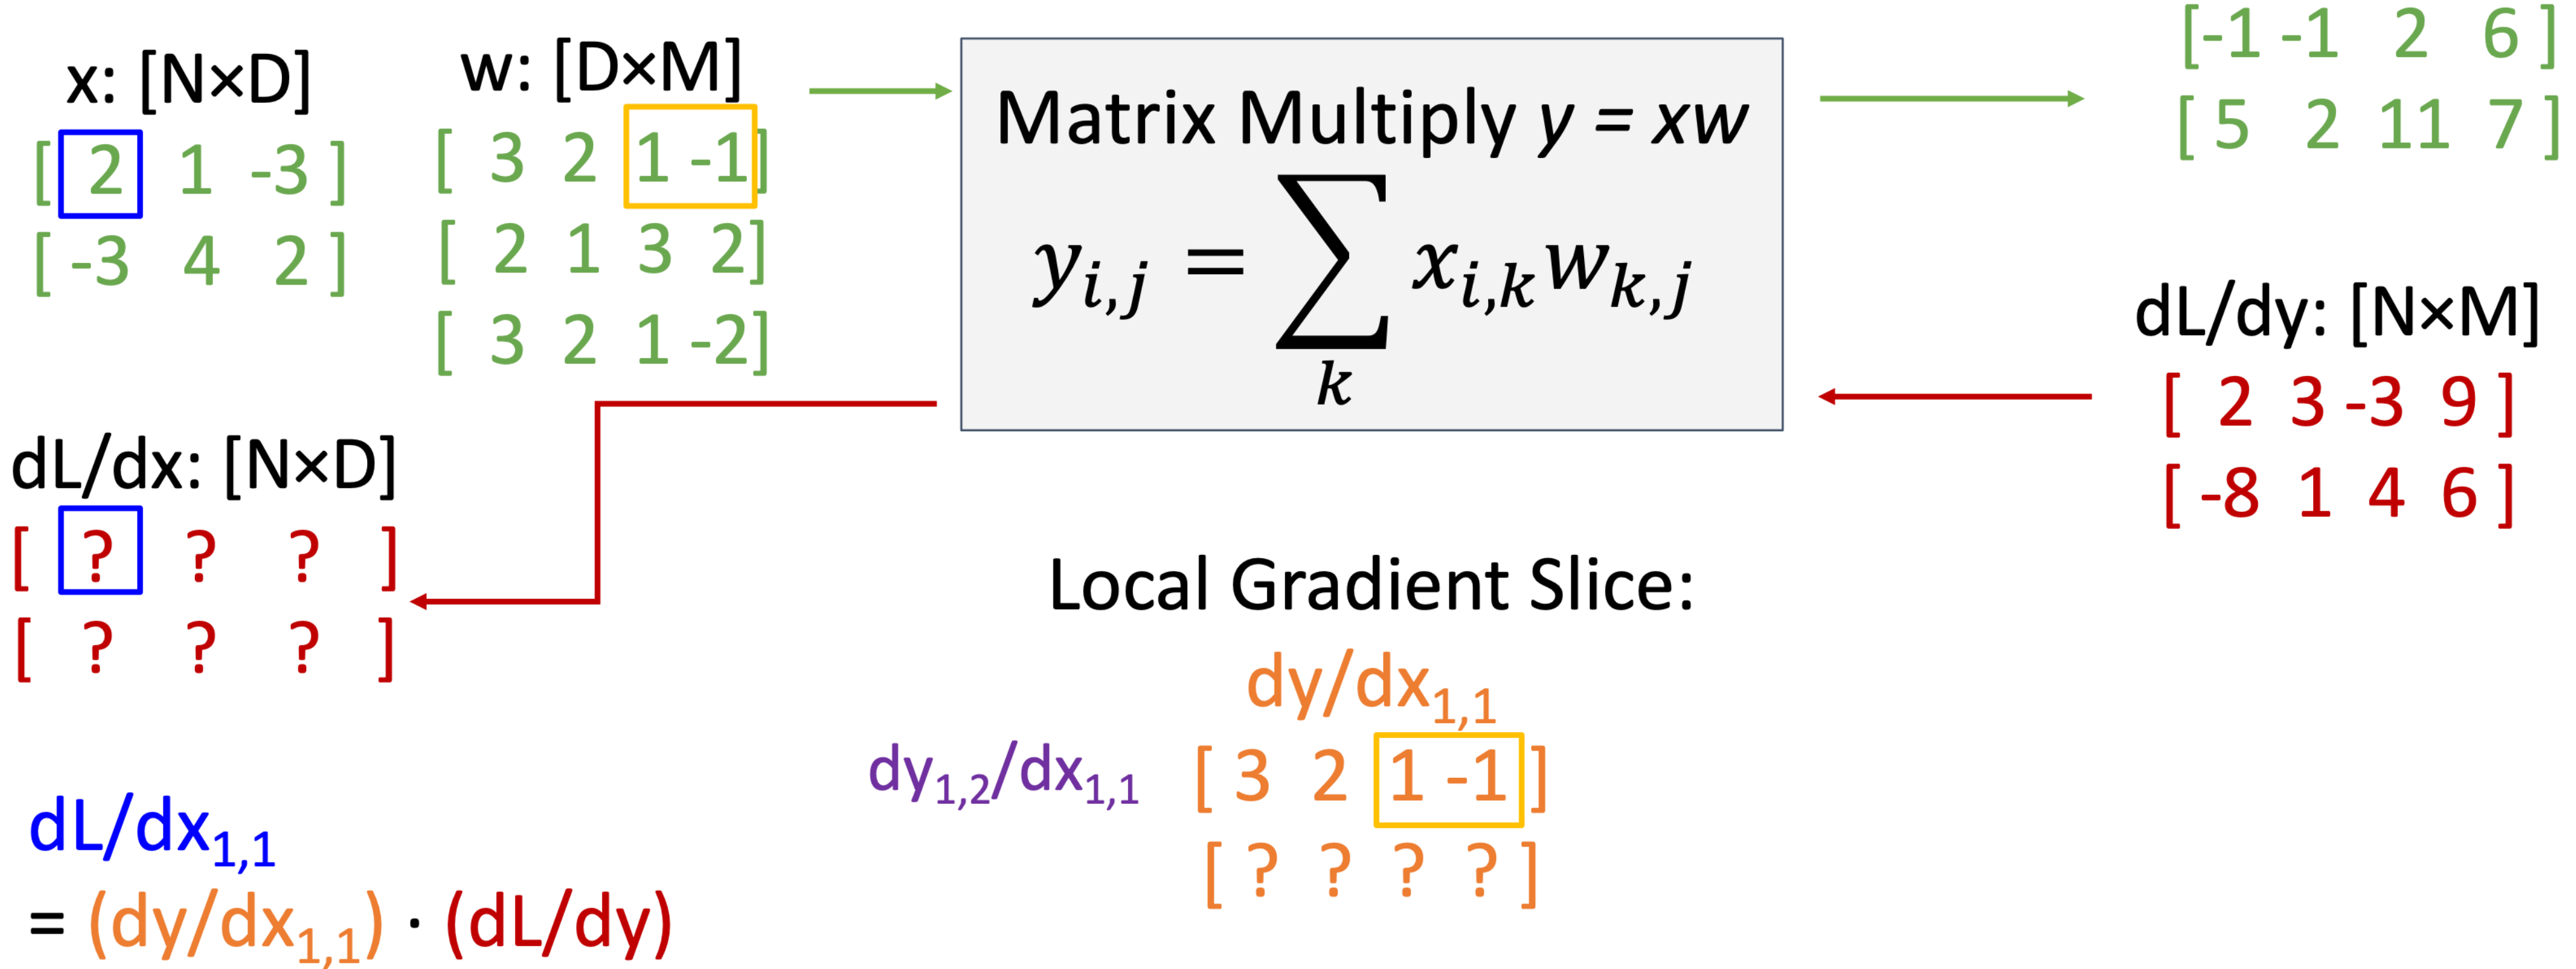 x: [N×D]
[ 2 1 -3 ]
[ -3 4 2 ]
w: [D×M]
[ 3 2 1 -1]
[ 2 1 3 2]
[ 3 2 1 -2]
Matrix Multiply y = xw
y_{i,j} = ∑_k x_{i,k}w_{k,j}
[-1 -1 2 6 ]
[ 5 2 11 7 ]
dL/dy: [N×M]
[ 2 3 -3 9 ]
[ -8 1 4 6 ]
dL/dx: [N×D]
[ ? ? ? ]
[ ? ? ? ]
Local Gradient Slice:
dy/dx_{1,1}
dy_{1,2}/dx_{1,1} [ 3 2 1 -1 ]
[ ? ? ? ? ]
dL/dx_{1,1}
= (dy/dx_{1,1}) · (dL/dy)